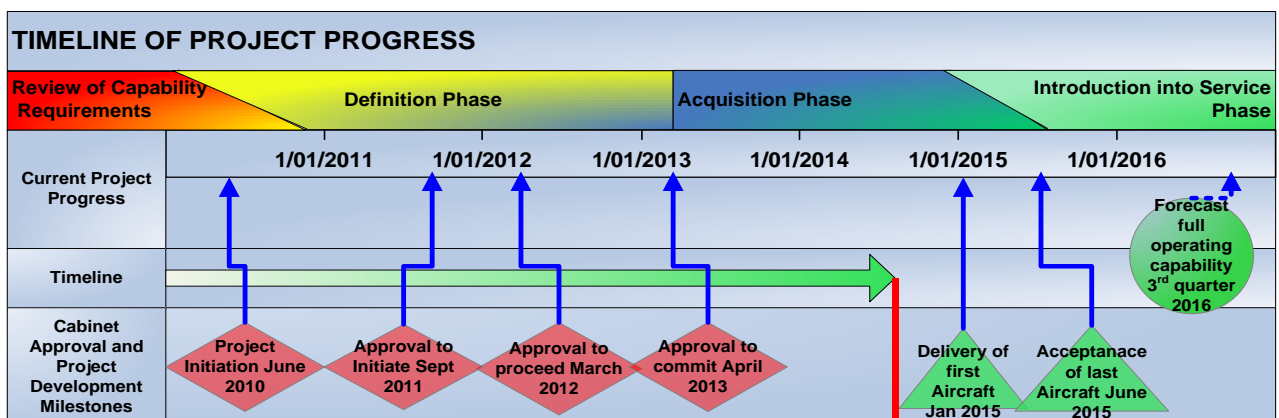 TIMELINE OF PROJECT PROGRESS
Review of Capability
Requirements
Definition Phase
Acquisition Phase
Introduction into Service
Phase
Current Project
Progress
1/01/2011
1/01/2012
1/01/2013
1/01/2014
1/01/2015
1/01/2016
Forecast
full
operating
capability
3rd quarter
2016
Timeline
Cabinet
Approval and
Project
Development
Milestones
Project
Initiation June
2010
Approval to
Initiate Sept
2011
Approval to
proceed March
2012
Approval to
commit April
2013
Delivery of
first
Aircraft
Jan 2015
Acceptanace
of last
Aircraft June
2015